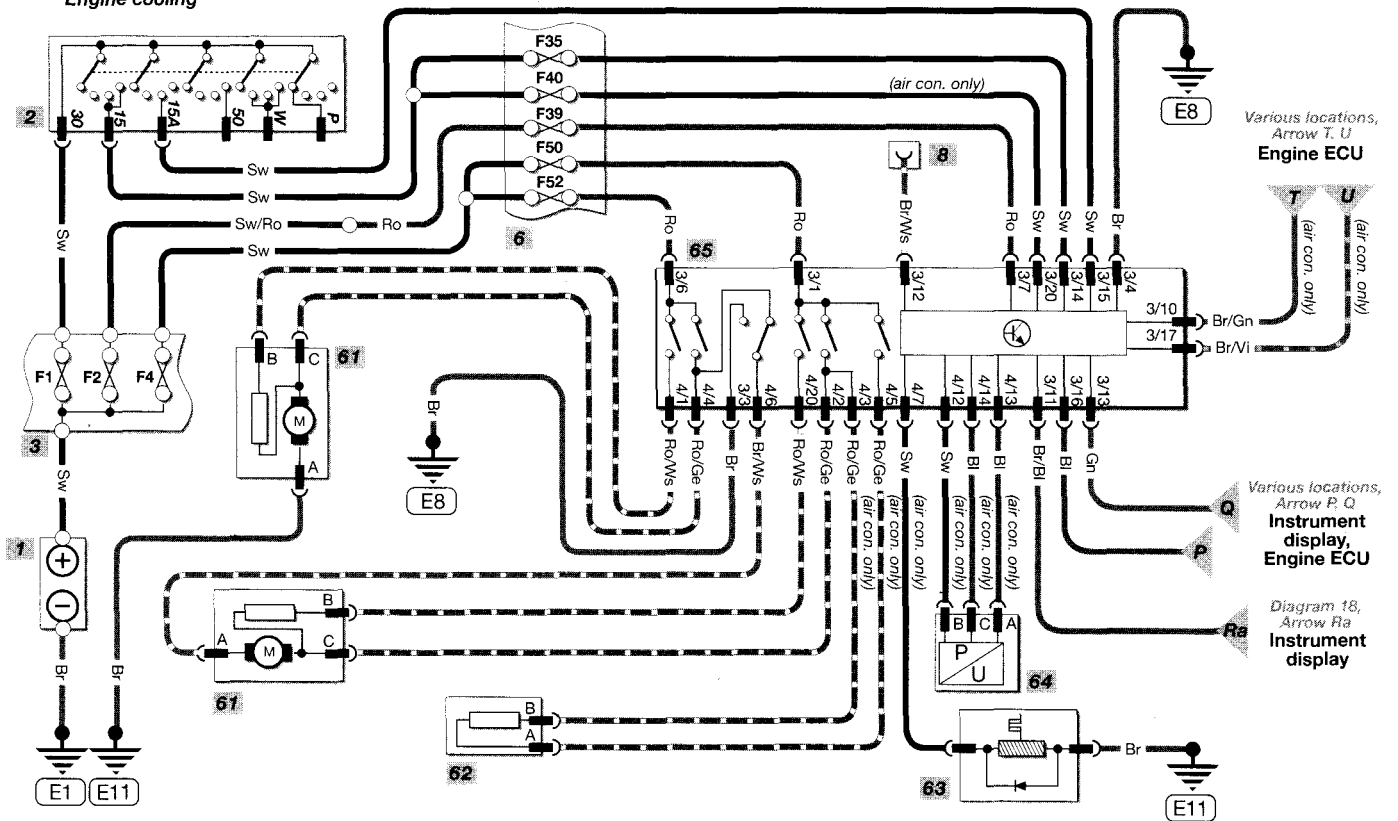 Engine cooling
F35
F40
(air con. only)
F39
F50
F52
6
2
30
15
15A
50
W
P
Sw
Sw
Sw
Sw/Ro
Ro
Sw
8
E8
Various locations,
Arrow T. U
Engine ECU
T
U
(air con. only)
(air con. only)
Ro
Ro
Br/Ws
Ro
Sw
Sw
Sw
Br
65
3/6
3/1
3/12
3/7
3/20
3/14
3/15
3/4
3/10
Br/Gn
3/17
Br/Vi
F1
F2
F4
3
B
C
61
M
A
Br
E8
4/1
4/4
3/3
4/6
4/20
4/2
4/3
4/5
4/7
4/12
4/14
4/13
3/11
3/16
3/13
Ro/Ws
Ro/Ge
Br
Br/Ws
Ro/Ws
Ro/Ge
Ro/Ge
Ro/Ge
Sw
Sw
Bl
Bl
Br/Bl
Bl
Gn
(air con. only)
(air con. only)
(air con. only)
(air con. only)
(air con. only)
(air con. only)
Various locations,
Arrow P. Q
Instrument
display,
Engine ECU
Q
P
Sw
1
+
−
Br
Br
E1
E11
B
A
M
C
61
B
A
62
B
C
A
P
U
64
Diagram 18,
Arrow Ra
Instrument
display
Ra
63
Br
E11